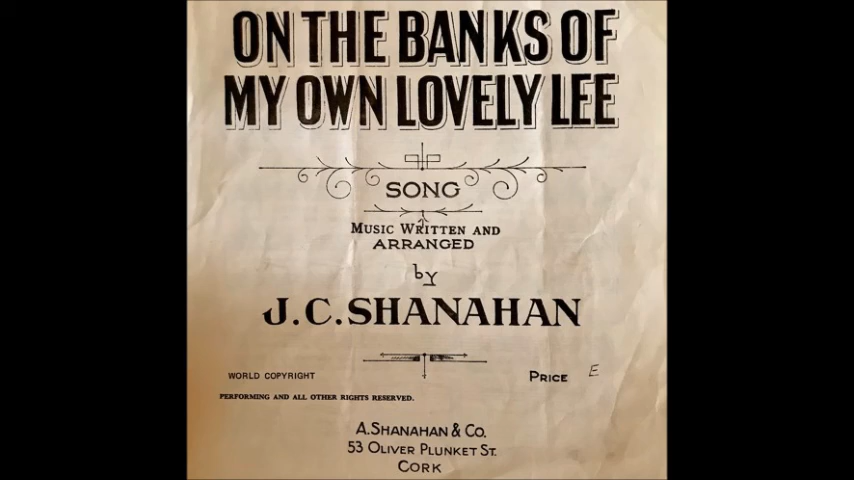 ON THE BANKS OF
MY OWN LOVELY LEE
SONG
MUSIC WRITTEN AND
ARRANGED
by
J.C.SHANAHAN
WORLD COPYRIGHT
PRICE E
PERFORMING AND ALL OTHER RIGHTS RESERVED.
A.SHANAHAN & CO.
53 OLIVER PLUNKET ST.
CORK